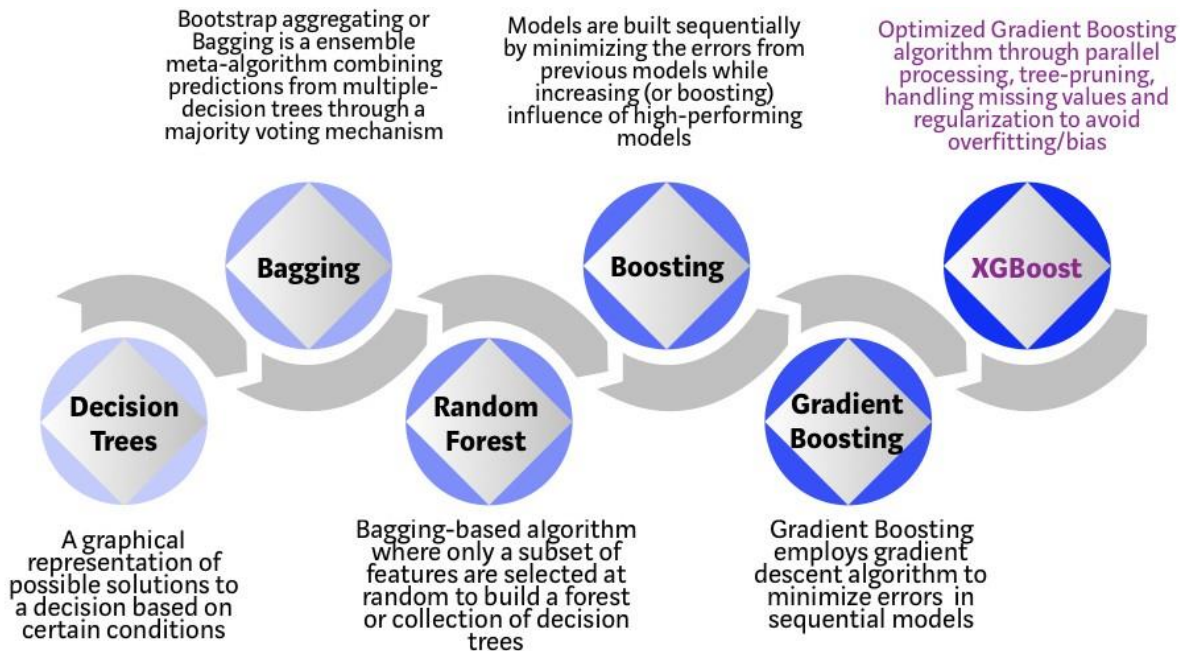 Bootstrap aggregating or
Bagging is a ensemble
meta-algorithm combining
predictions from multiple-
decision trees through a
majority voting mechanism
Models are built sequentially
by minimizing the errors from
previous models while
increasing (or boosting)
influence of high-performing
models
Optimized Gradient Boosting
algorithm through parallel
processing, tree-pruning,
handling missing values and
regularization to avoid
overfitting/bias
Bagging
Boosting
XGBoost
Decision
Trees
Random
Forest
Gradient
Boosting
A graphical
representation of
possible solutions to
a decision based on
certain conditions
Bagging-based algorithm
where only a subset of
features are selected at
random to build a forest
or collection of decision
trees
Gradient Boosting
employs gradient
descent algorithm to
minimize errors in
sequential models